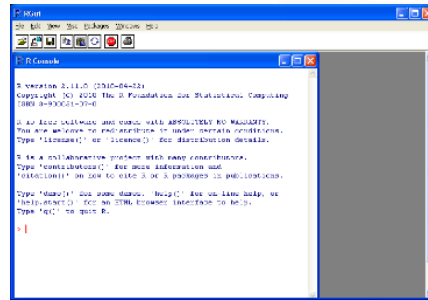 RGui
File Edit View Misc Packages Windows Help
R Console
R version 2.11.0 (2010-04-22)
Copyright (C) 2010 The R Foundation for Statistical Computing
ISBN 3-900051-07-0
R is free software and comes with ABSOLUTELY NO WARRANTY.
You are welcome to redistribute it under certain conditions.
Type 'license()' or 'licence()' for distribution details.
R is a collaborative project with many contributors.
Type 'contributors()' for more information and
'citation()' on how to cite R or R packages in publications.
Type 'demo()' for some demos, 'help()' for on-line help, or
'help.start()' for an HTML browser interface to help.
Type 'q()' to quit R.
>